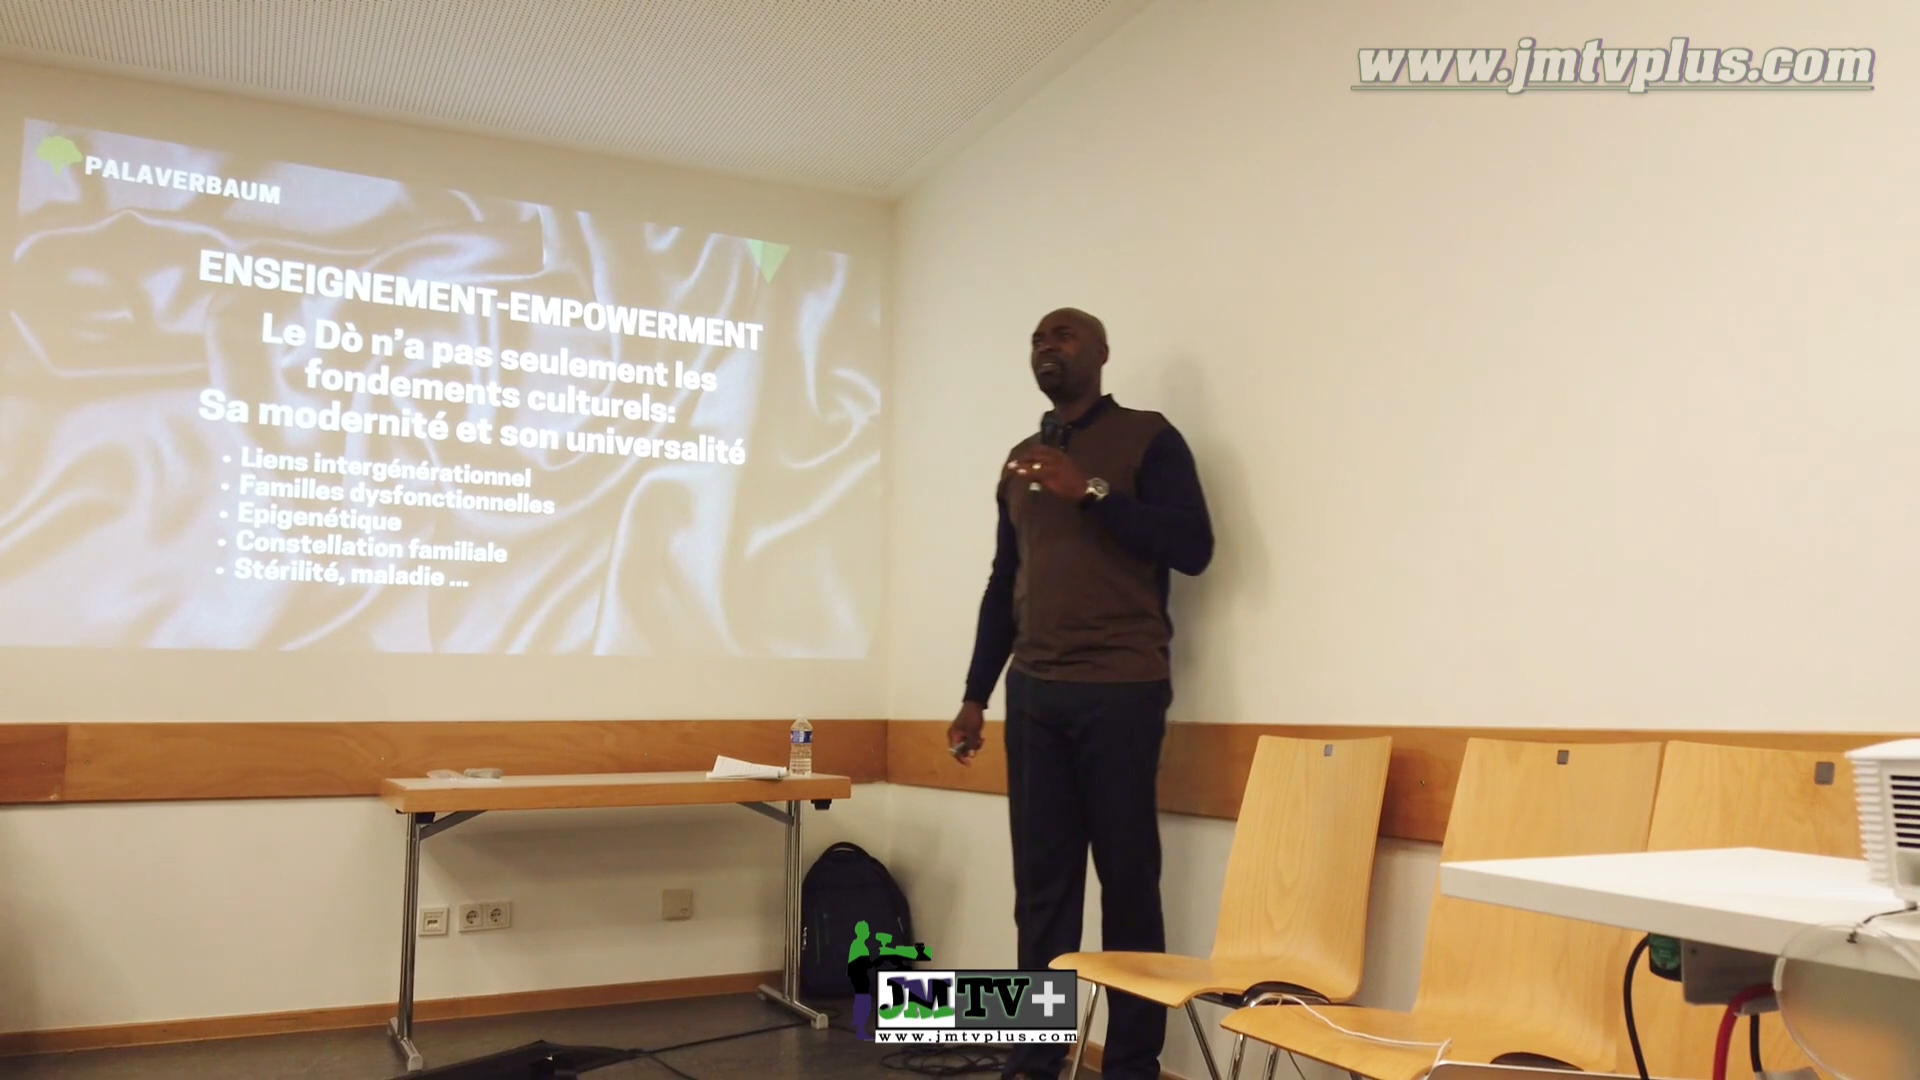 www.jmtvplus.com
PALAVERBAUM
ENSEIGNEMENT-EMPOWERMENT
Le Dò n'a pas seulement les
fondements culturels:
Sa modernité et son universalité
• Liens intergénérationnel
• Familles dysfonctionnelles
• Epigenétique
• Constellation familiale
• Stérilité, maladie ...
JMTV+
www.jmtvplus.com